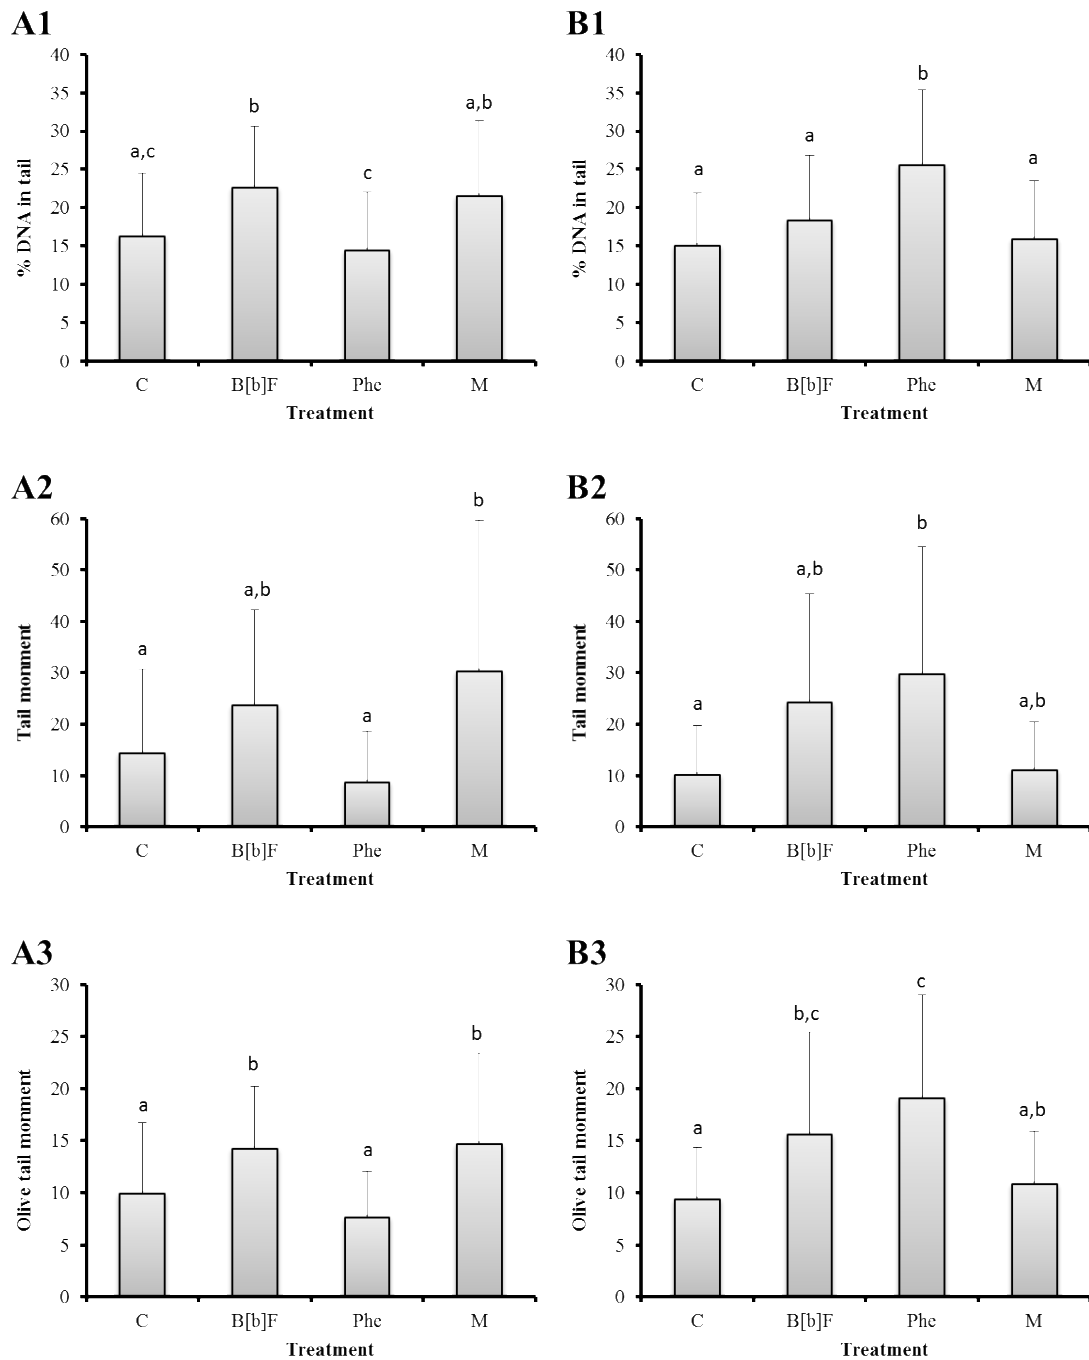 A1
40
35
30
25
20
15
10
5
0
% DNA in tail
a,c
b
c
a,b
C B[b]F Phe M
Treatment
B1
40
35
30
25
20
15
10
5
0
% DNA in tail
a
a
b
a
C B[b]F Phe M
Treatment
A2
60
50
40
30
20
10
0
Tail monment
a
a,b
a
b
C B[b]F Phe M
Treatment
B2
60
50
40
30
20
10
0
Tail monment
a
a,b
b
a,b
C B[b]F Phe M
Treatment
A3
30
25
20
15
10
5
0
Olive tail monment
a
b
a
b
C B[b]F Phe M
Treatment
B3
30
25
20
15
10
5
0
Olive tail monment
a
b,c
c
a,b
C B[b]F Phe M
Treatment